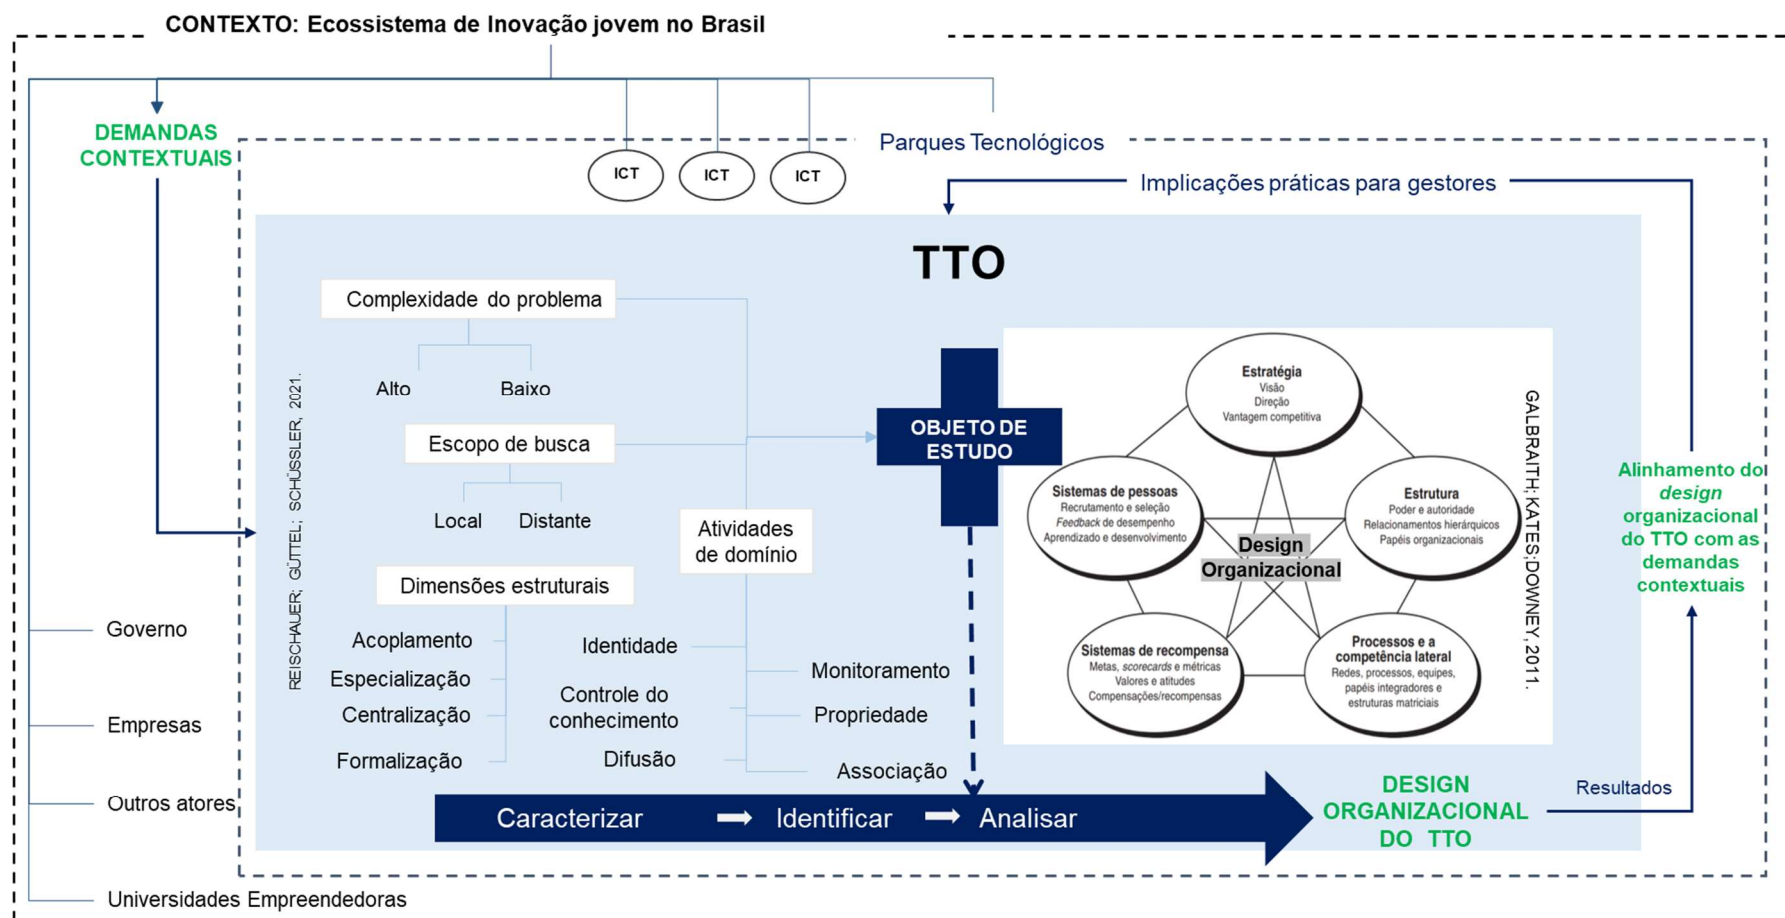 CONTEXTO: Ecossistema de Inovação jovem no Brasil
DEMANDAS
CONTEXTUAIS
Parques Tecnológicos
ICT
ICT
ICT
Implicações práticas para gestores
TTO
Complexidade do problema
Alto
Baixo
Escopo de busca
Local
Distante
Atividades
de domínio
Dimensões estruturais
Acoplamento
Especialização
Centralização
Formalização
Identidade
Controle do
conhecimento
Difusão
Monitoramento
Propriedade
Associação
REISCHAUER; GÜTTEL; SCHÜSSLER, 2021.
OBJETO DE
ESTUDO
Estratégia
Visão
Direção
Vantagem competitiva
Sistemas de pessoas
Recrutamento e seleção
Feedback de desempenho
Aprendizado e desenvolvimento
Estrutura
Poder e autoridade
Relacionamentos hierárquicos
Papéis organizacionais
Design
Organizacional
Sistemas de recompensa
Metas, scorecards e métricas
Valores e atitudes
Compensações/recompensas
Processos e a
competência lateral
Redes, processos, equipes,
papéis integradores e
estruturas matriciais
GALBRAITH; KATES;DOWNEY, 2011.
Alinhamento do
design
organizacional
do TTO com as
demandas
contextuais
Governo
Empresas
Outros atores
Universidades Empreendedoras
Caracterizar
Identificar
Analisar
DESIGN
ORGANIZACIONAL
DO TTO
Resultados